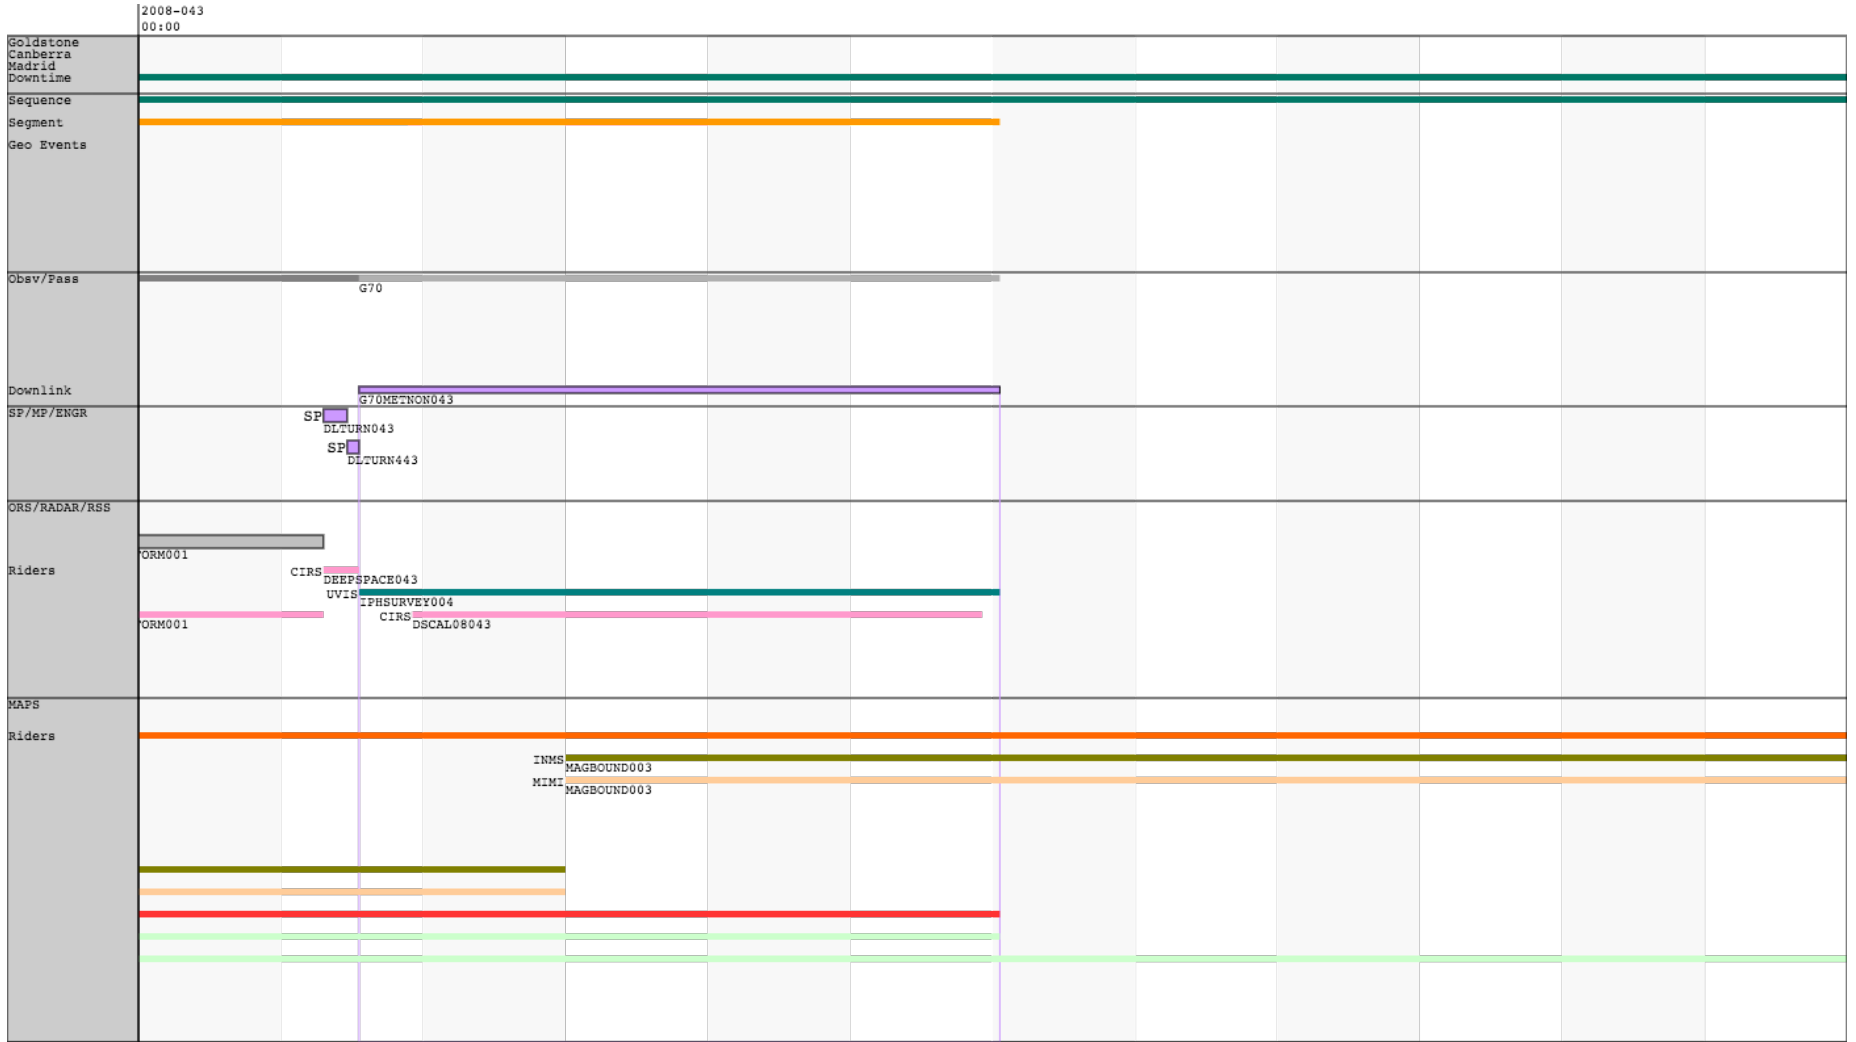 2008-043
00:00
Goldstone
Canberra
Madrid
Downtime
Sequence
Segment
Geo Events
Obsv/Pass
G70
Downlink
G70METNON043
SP/MP/ENGR
SP
DLTURN043
SP
DLTURN443
ORS/RADAR/RSS
ORM001
Riders
CIRS
DEEPSPACE043
UVIS
IPHSURVEY004
CIRS
ORM001
DSCAL08043
MAPS
Riders
INMS
MAGBOUND003
MIMI
MAGBOUND003